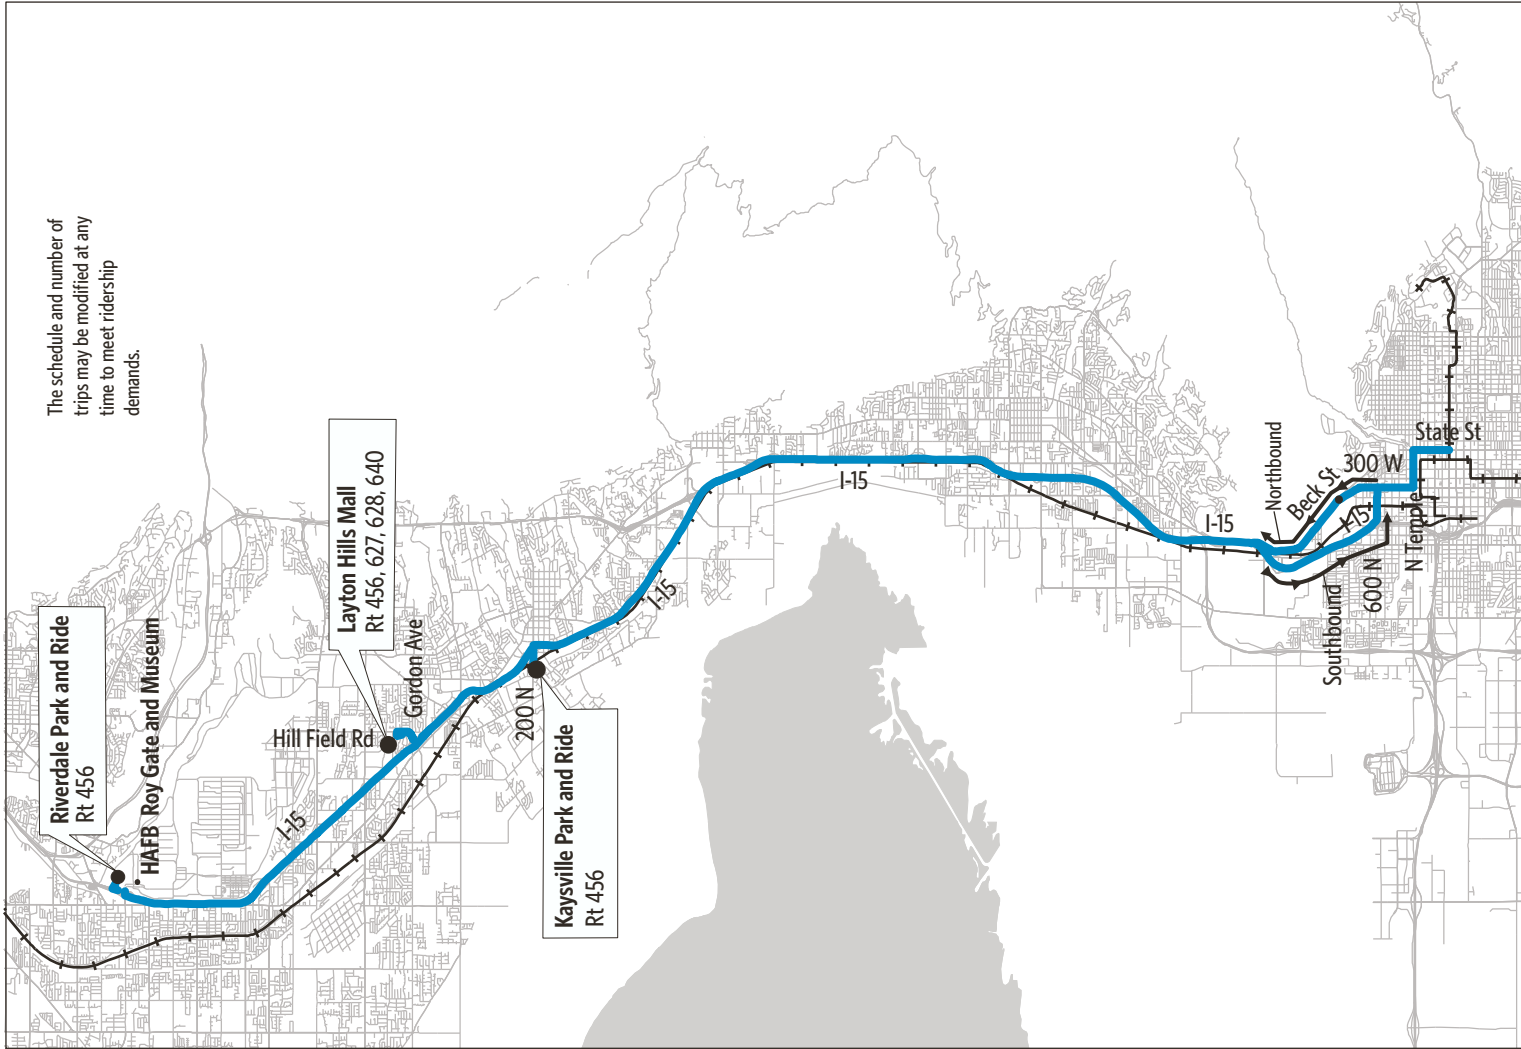 The schedule and number of
trips may be modified at any
time to meet ridership
demands.
Riverdale Park and Ride
Rt 456
HAFB Roy Gate and Museum
I-15
Layton Hills Mall
Rt 456, 627, 628, 640
Hill Field Rd
Gordon Ave
200 N
Kaysville Park and Ride
Rt 456
I-15
I-15
I-15
Northbound
Beck St
300 W
State St
I-15
N Temple
600 N
Southbound